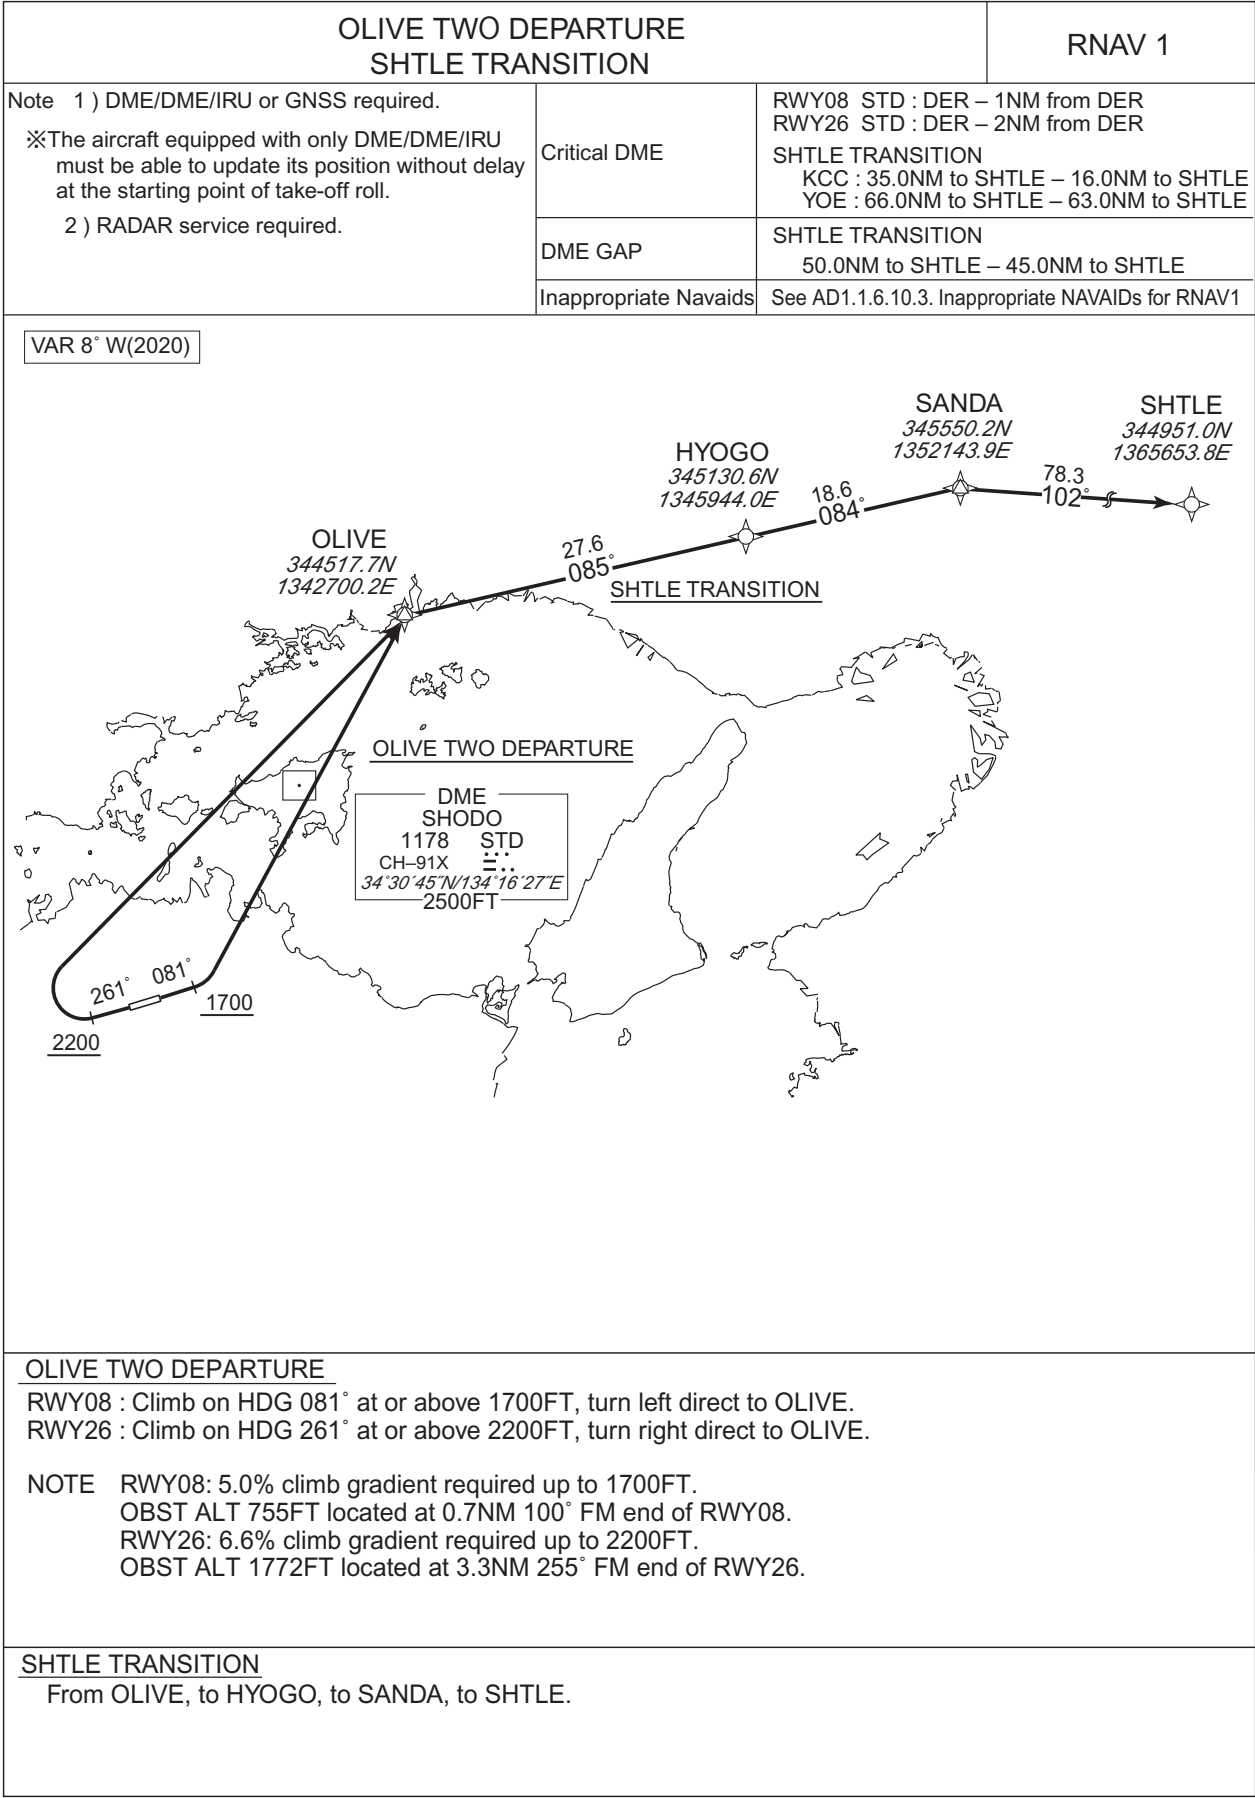 OLIVE TWO DEPARTURE
SHTLE TRANSITION
RNAV 1
Note 1 ) DME/DME/IRU or GNSS required.
※The aircraft equipped with only DME/DME/IRU
must be able to update its position without delay
at the starting point of take-off roll.
2 ) RADAR service required.
Critical DME
RWY08 STD : DER – 1NM from DER
RWY26 STD : DER – 2NM from DER
SHTLE TRANSITION
KCC : 35.0NM to SHTLE – 16.0NM to SHTLE
YOE : 66.0NM to SHTLE – 63.0NM to SHTLE
DME GAP
SHTLE TRANSITION
50.0NM to SHTLE – 45.0NM to SHTLE
Inappropriate Navaids
See AD1.1.6.10.3. Inappropriate NAVAIDs for RNAV1
VAR 8° W(2020)
SANDA
345550.2N
1352143.9E
SHTLE
344951.0N
1365653.8E
HYOGO
345130.6N
1345944.0E
78.3
102°
18.6
084°
OLIVE
344517.7N
1342700.2E
27.6
085°
SHTLE TRANSITION
OLIVE TWO DEPARTURE
DME
SHODO
1178 STD
CH–91X
34°30′45″N/134°16′27″E
2500FT
261° 081°
1700
2200
OLIVE TWO DEPARTURE
RWY08 : Climb on HDG 081° at or above 1700FT, turn left direct to OLIVE.
RWY26 : Climb on HDG 261° at or above 2200FT, turn right direct to OLIVE.
NOTE RWY08: 5.0% climb gradient required up to 1700FT.
OBST ALT 755FT located at 0.7NM 100° FM end of RWY08.
RWY26: 6.6% climb gradient required up to 2200FT.
OBST ALT 1772FT located at 3.3NM 255° FM end of RWY26.
SHTLE TRANSITION
From OLIVE, to HYOGO, to SANDA, to SHTLE.